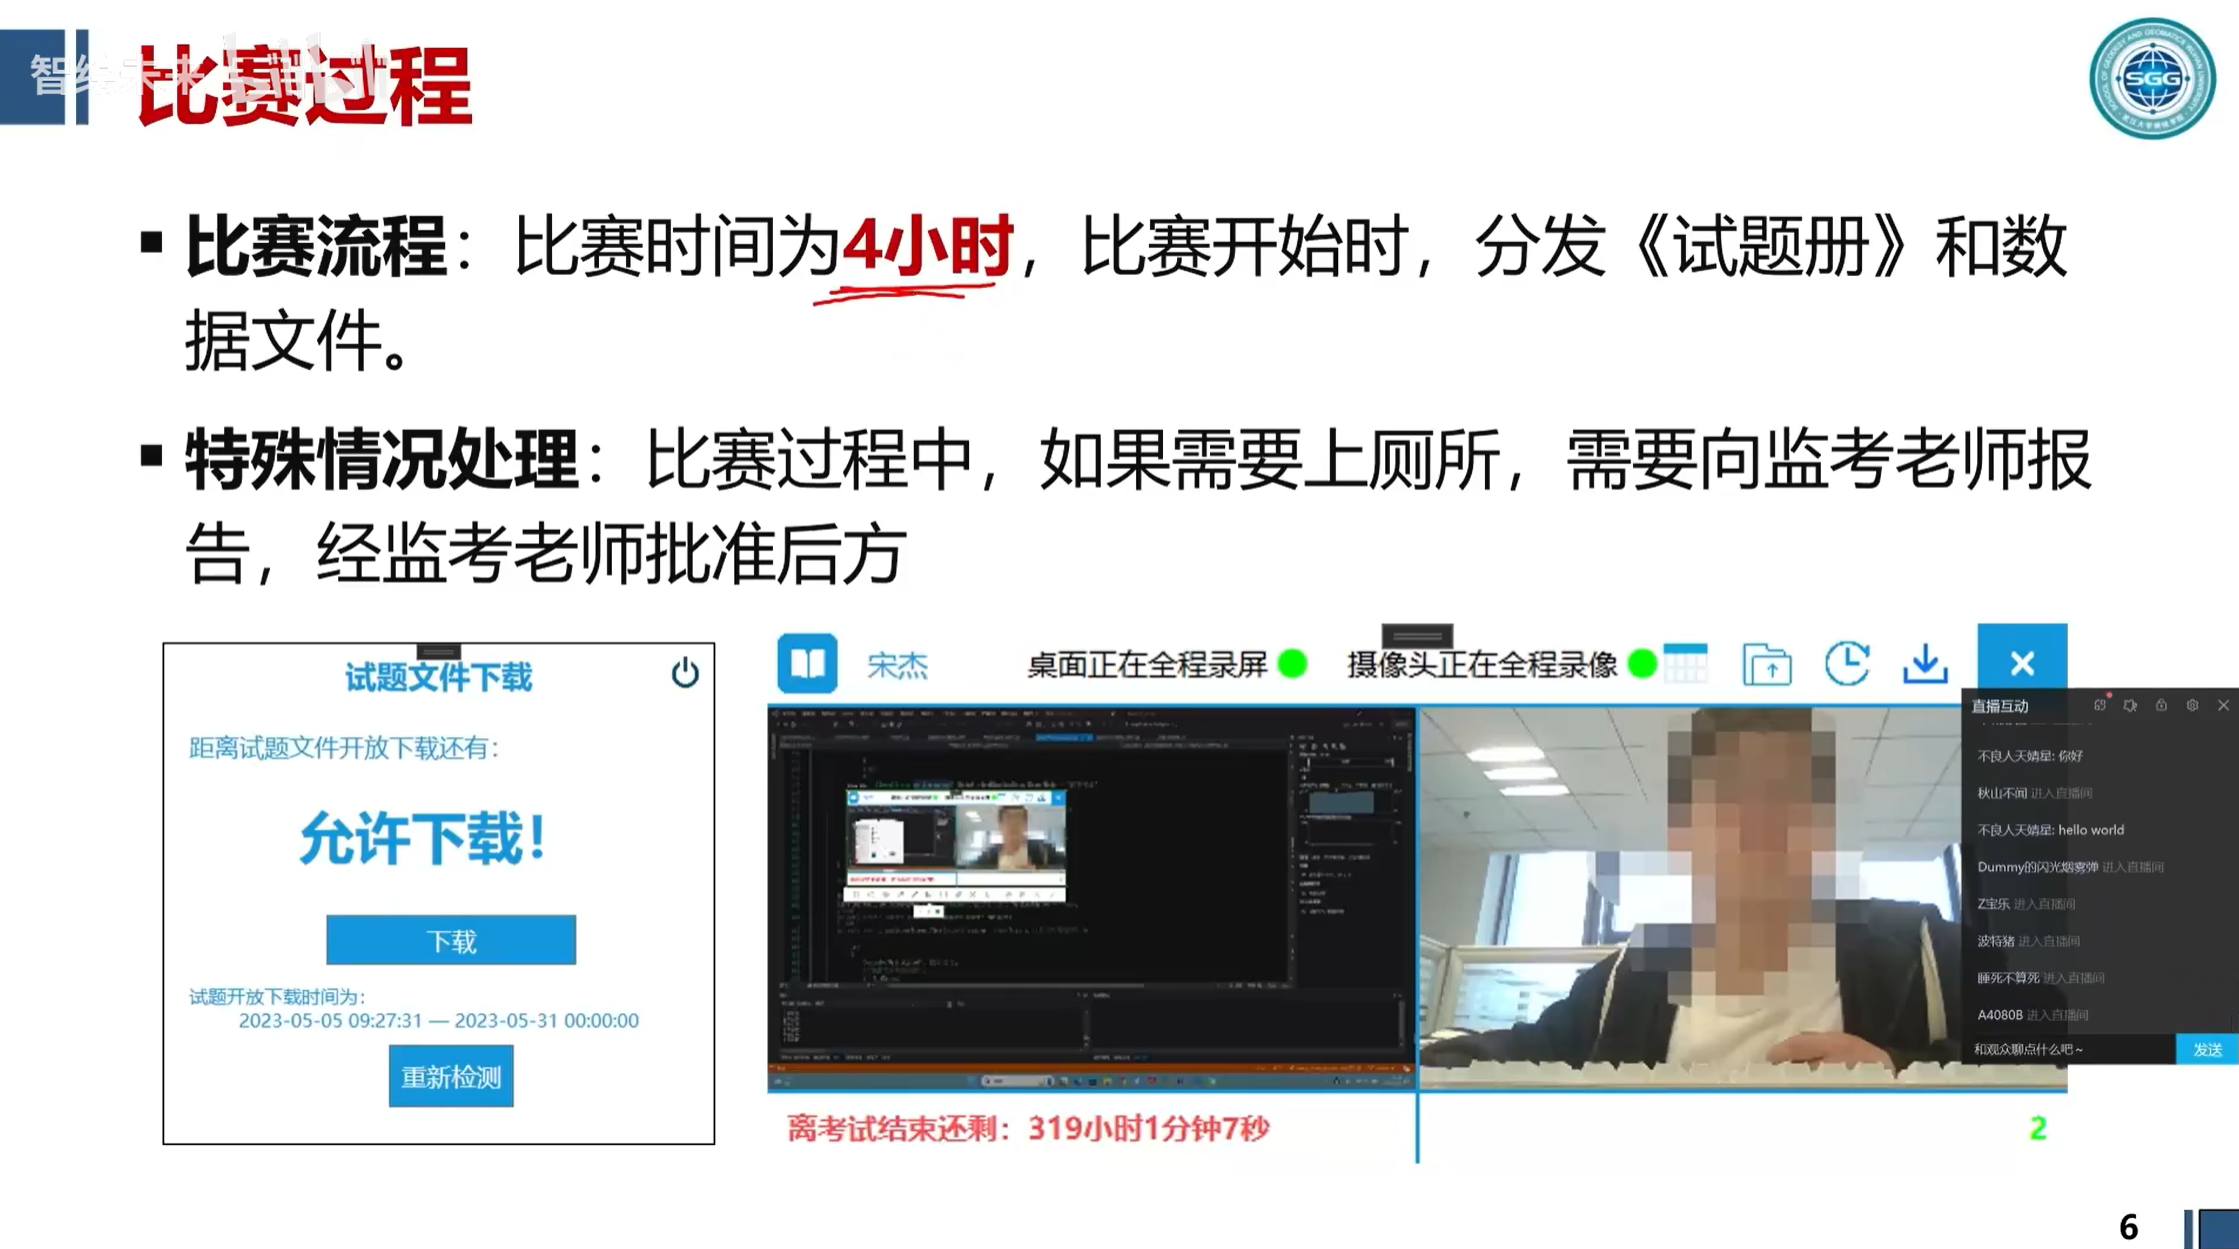 智绘未来
比赛过程
SGG
比赛流程：比赛时间为4小时，比赛开始时，分发《试题册》和数
据文件。
特殊情况处理：比赛过程中，如果需要上厕所，需要向监考老师报
告，经监考老师批准后方
试题文件下载
距离试题文件开放下载还有：
允许下载！
下载
试题开放下载时间为：
2023-05-05 09:27:31 — 2023-05-31 00:00:00
重新检测
宋杰 桌面正在全程录屏 摄像头正在全程录像
离考试结束还剩：319小时1分钟7秒
2
直播互动
不良人天婧星: 你好
秋山不闻 进入直播间
不良人天婧星: hello world
Dummy的闪光烟雾弹 进入直播间
Z宝乐 进入直播间
波特猪 进入直播间
睡死不算死 进入直播间
A4080B 进入直播间
和观众聊点什么吧~ 发送
6